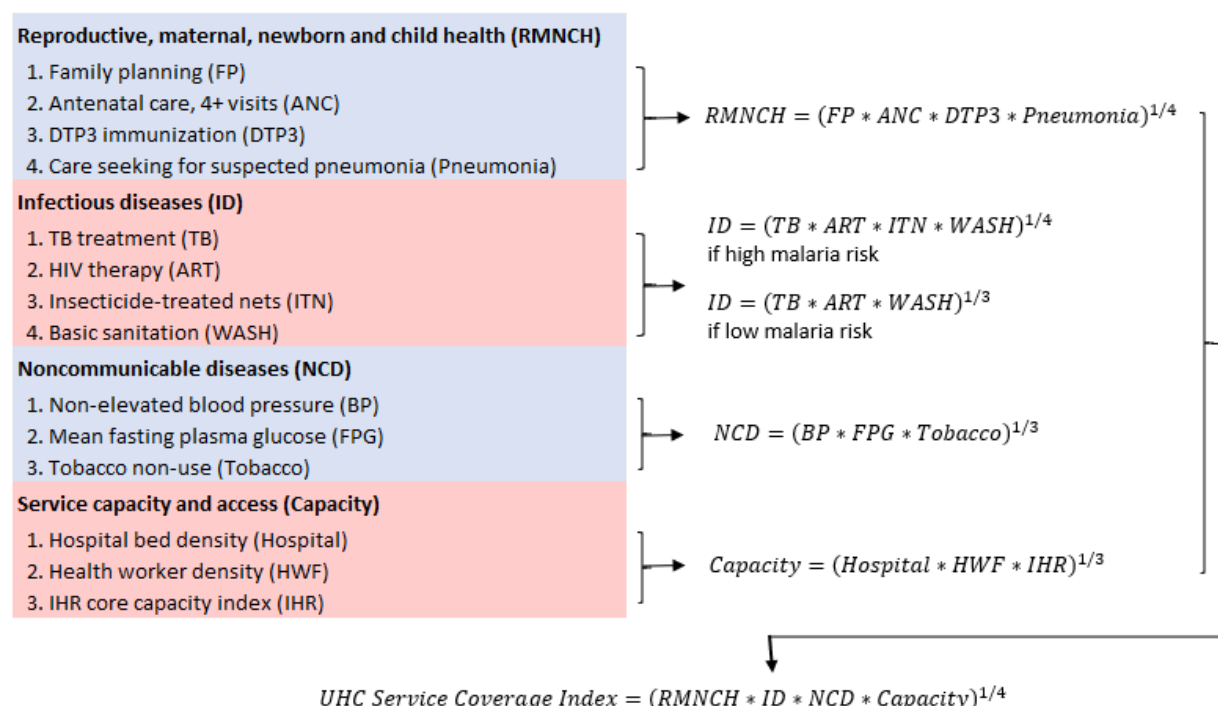 Reproductive, maternal, newborn and child health (RMNCH)
1. Family planning (FP)
2. Antenatal care, 4+ visits (ANC)
3. DTP3 immunization (DTP3)
4. Care seeking for suspected pneumonia (Pneumonia)
RMNCH = (FP * ANC * DTP3 * Pneumonia)^{1/4}
Infectious diseases (ID)
1. TB treatment (TB)
2. HIV therapy (ART)
3. Insecticide-treated nets (ITN)
4. Basic sanitation (WASH)
ID = (TB * ART * ITN * WASH)^{1/4}
if high malaria risk
ID = (TB * ART * WASH)^{1/3}
if low malaria risk
Noncommunicable diseases (NCD)
1. Non-elevated blood pressure (BP)
2. Mean fasting plasma glucose (FPG)
3. Tobacco non-use (Tobacco)
NCD = (BP * FPG * Tobacco)^{1/3}
Service capacity and access (Capacity)
1. Hospital bed density (Hospital)
2. Health worker density (HWF)
3. IHR core capacity index (IHR)
Capacity = (Hospital * HWF * IHR)^{1/3}
UHC Service Coverage Index = (RMNCH * ID * NCD * Capacity)^{1/4}